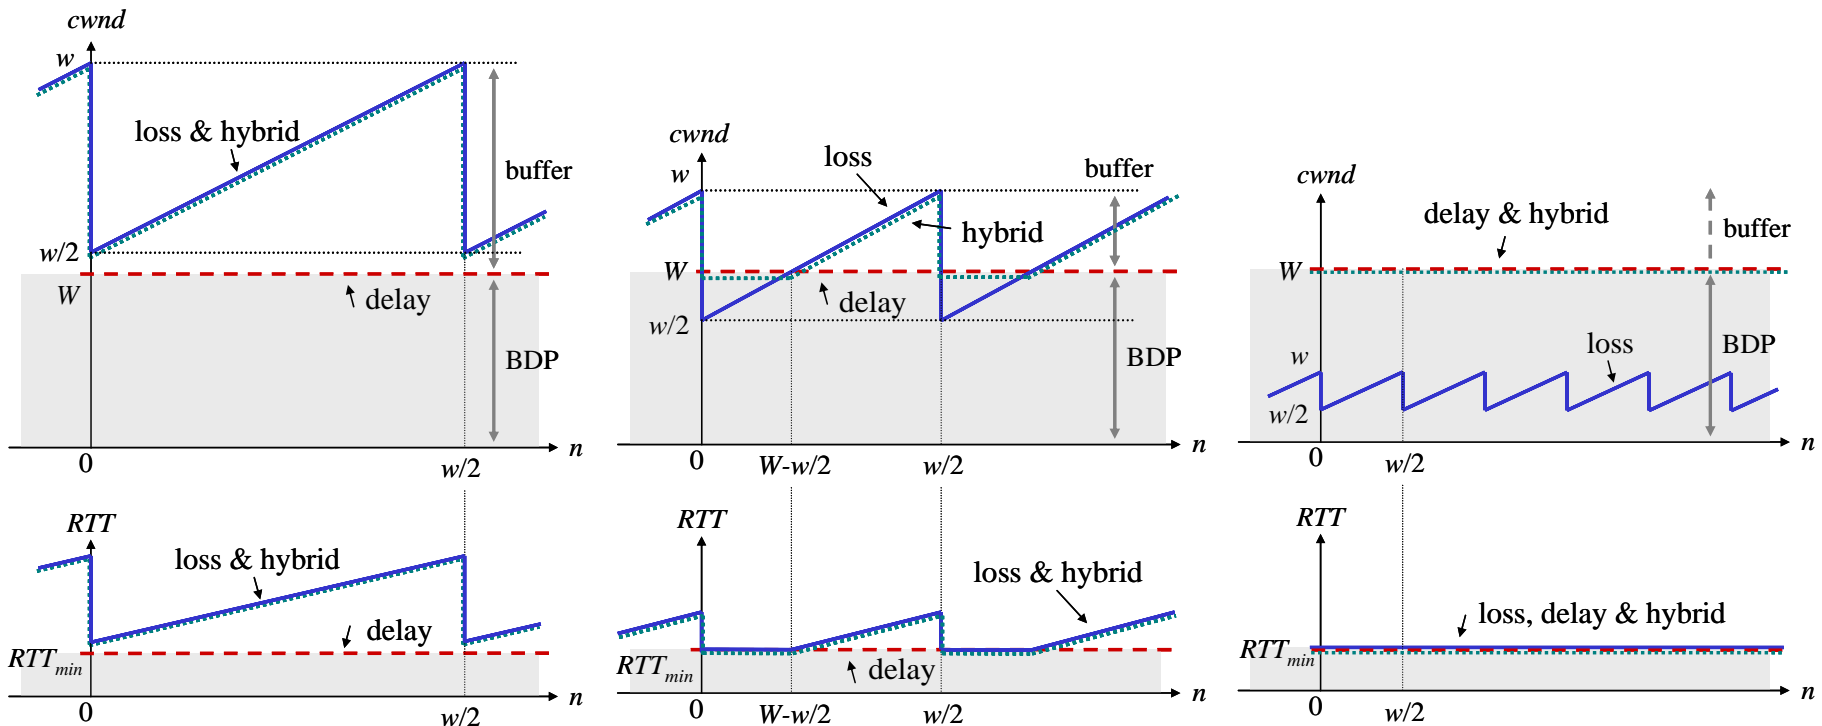 cwnd
w
loss & hybrid
buffer
w/2
W
delay
BDP
0
w/2
n
RTT
loss & hybrid
delay
RTTmin
0
w/2
n
cwnd
w
loss
buffer
hybrid
W
delay
w/2
BDP
0
W-w/2
w/2
n
RTT
loss & hybrid
RTTmin
delay
0
W-w/2
w/2
n
cwnd
delay & hybrid
buffer
W
w
loss
BDP
w/2
0
w/2
n
RTT
loss, delay & hybrid
RTTmin
0
w/2
n